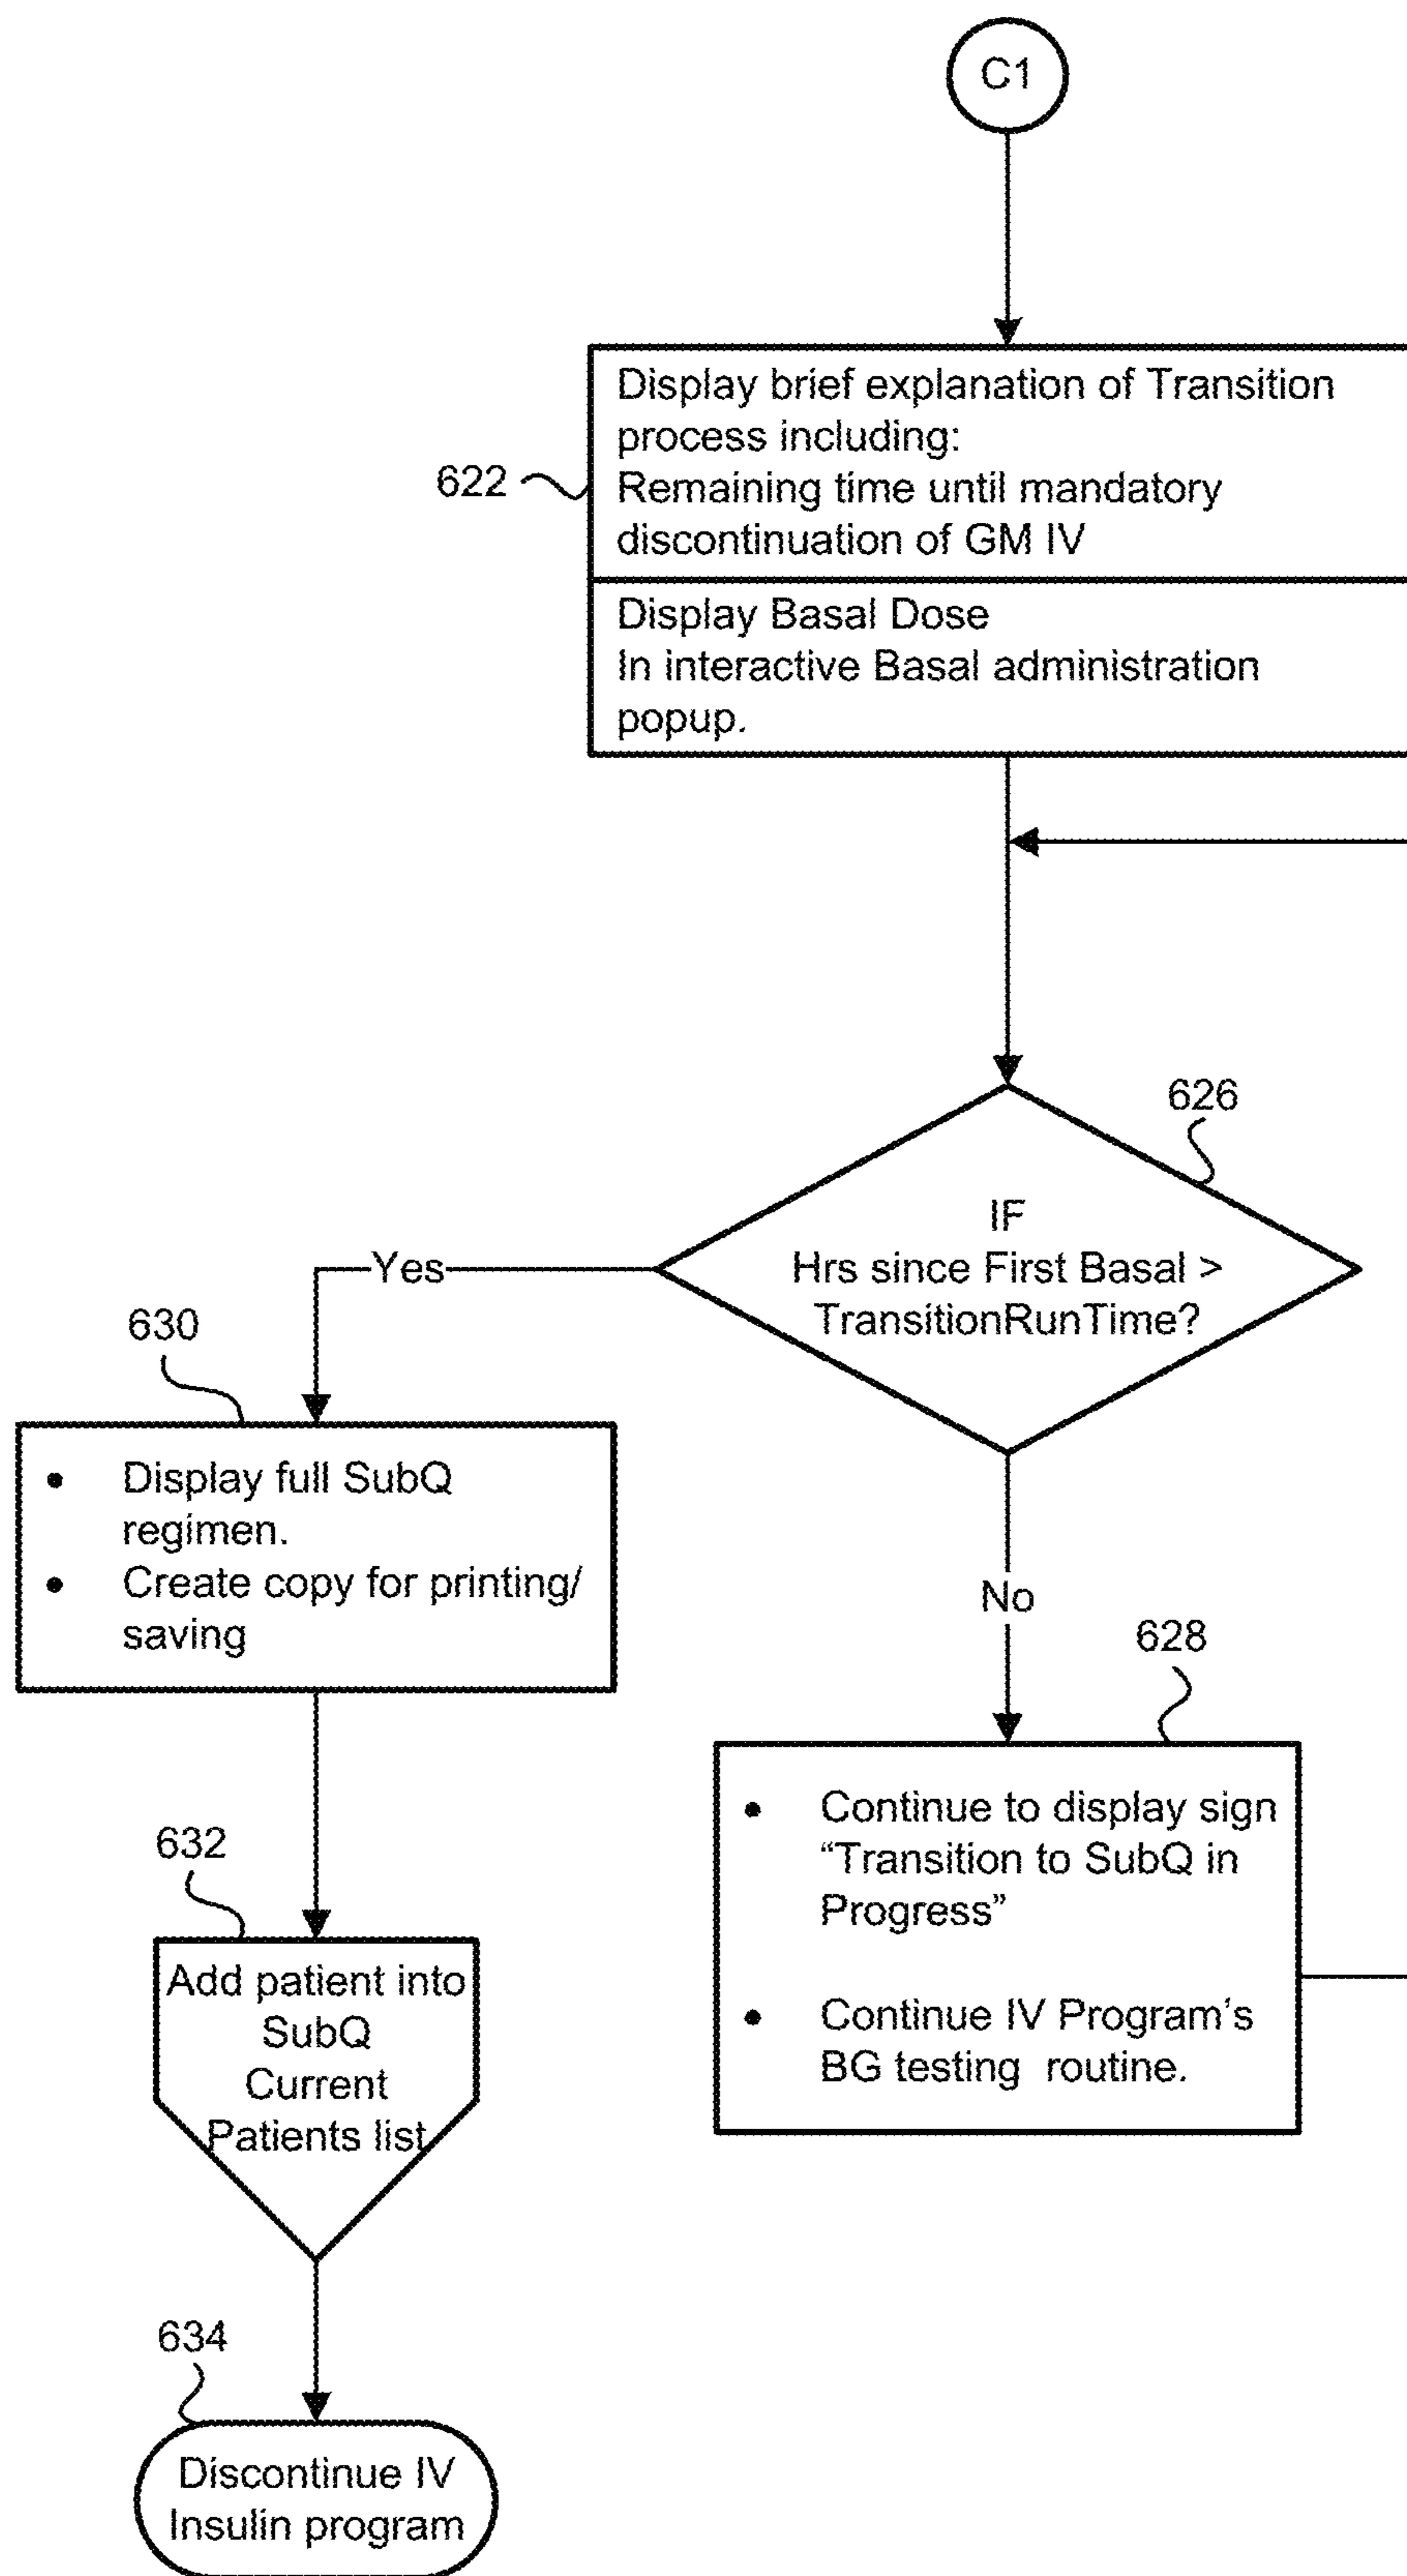 C1
622
Display brief explanation of Transition
process including:
Remaining time until mandatory
discontinuation of GM IV
Display Basal Dose
In interactive Basal administration
popup.
626
IF
Hrs since First Basal >
TransitionRunTime?
Yes
630
• Display full SubQ
regimen.
• Create copy for printing/
saving
No
628
• Continue to display sign
“Transition to SubQ in
Progress”
• Continue IV Program's
BG testing routine.
632
Add patient into
SubQ
Current
Patients list
634
Discontinue IV
Insulin program